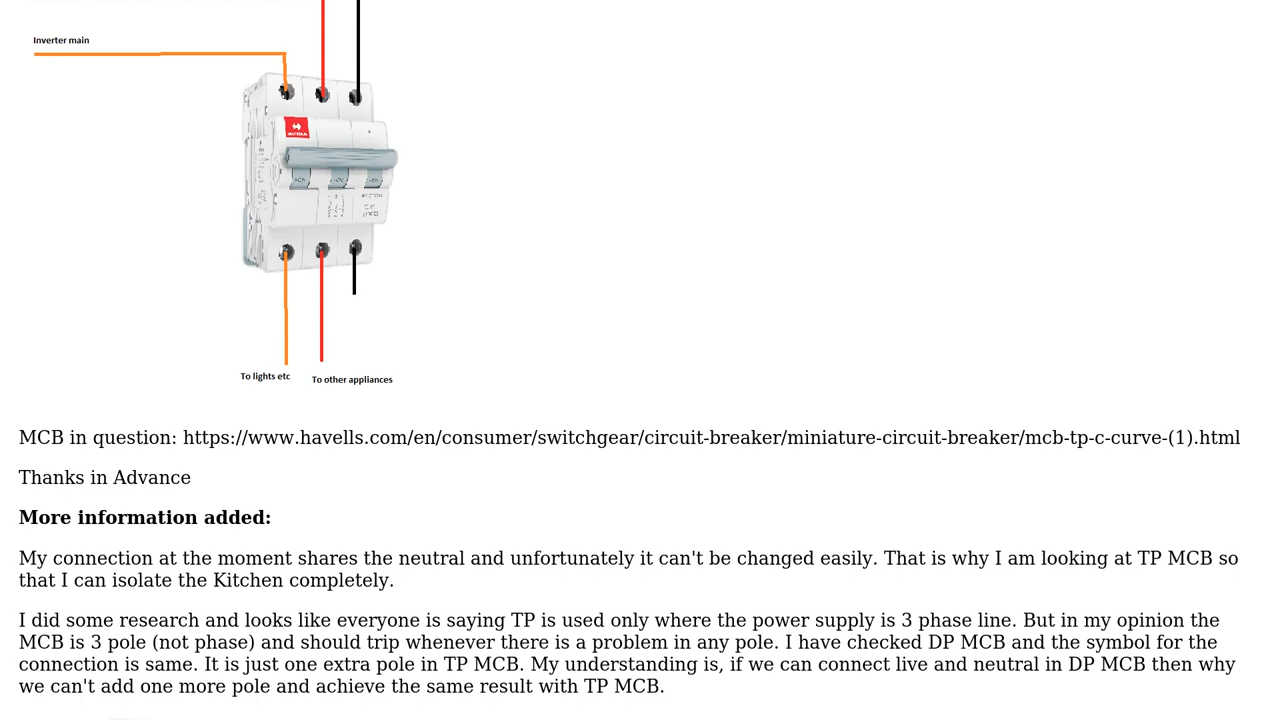 Inverter main
To lights etc
To other appliances
MCB in question: https://www.havells.com/en/consumer/switchgear/circuit-breaker/miniature-circuit-breaker/mcb-tp-c-curve-(1).html
Thanks in Advance
More information added:
My connection at the moment shares the neutral and unfortunately it can't be changed easily. That is why I am looking at TP MCB so
that I can isolate the Kitchen completely.
I did some research and looks like everyone is saying TP is used only where the power supply is 3 phase line. But in my opinion the
MCB is 3 pole (not phase) and should trip whenever there is a problem in any pole. I have checked DP MCB and the symbol for the
connection is same. It is just one extra pole in TP MCB. My understanding is, if we can connect live and neutral in DP MCB then why
we can't add one more pole and achieve the same result with TP MCB.